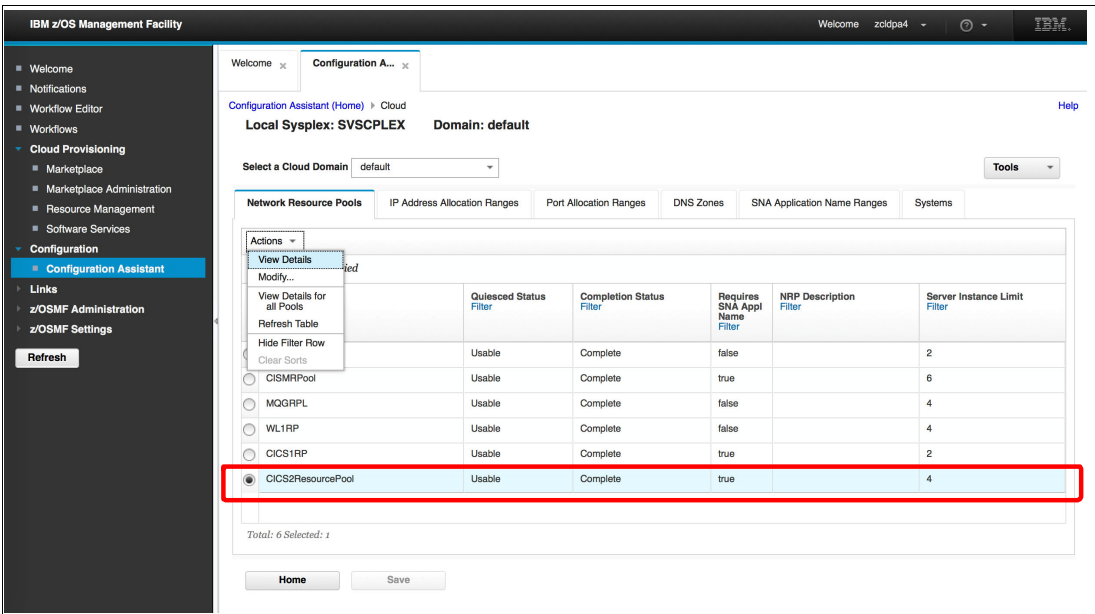 IBM z/OS Management Facility
Welcome zcldpa4
IBM.
Welcome
Notifications
Workflow Editor
Workflows
Cloud Provisioning
Marketplace
Marketplace Administration
Resource Management
Software Services
Configuration
Configuration Assistant
Links
z/OSMF Administration
z/OSMF Settings
Refresh
Welcome
Configuration A...
Configuration Assistant (Home) Cloud
Help
Local Sysplex: SVSCPLEX Domain: default
Select a Cloud Domain default
Tools
Network Resource Pools IP Address Allocation Ranges Port Allocation Ranges DNS Zones SNA Application Name Ranges Systems
Actions
View Details
Modify...
View Details for
all Pools
Refresh Table
Hide Filter Row
Clear Sorts
Quiesced Status
Filter
Completion Status
Filter
Requires
SNA Appl
Name
Filter
NRP Description
Filter
Server Instance Limit
Filter
Usable Complete false 2
CISMRPool Usable Complete true 6
MQGRPL Usable Complete false 4
WL1RP Usable Complete false 4
CICS1RP Usable Complete true 2
CICS2ResourcePool Usable Complete true 4
Total: 6 Selected: 1
Home
Save